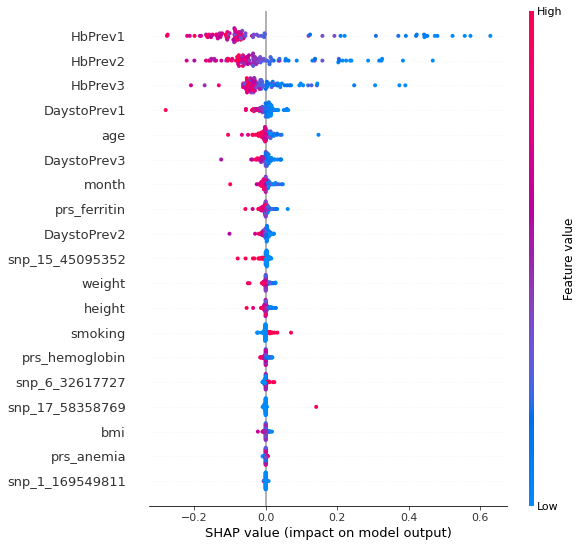 High
HbPrev1
HbPrev2
HbPrev3
DaystoPrev1
age
DaystoPrev3
month
prs_ferritin
DaystoPrev2
snp_15_45095352
weight
height
smoking
prs_hemoglobin
snp_6_32617727
snp_17_58358769
bmi
prs_anemia
snp_1_169549811
Feature value
Low
−0.2 0.0 0.2 0.4 0.6
SHAP value (impact on model output)